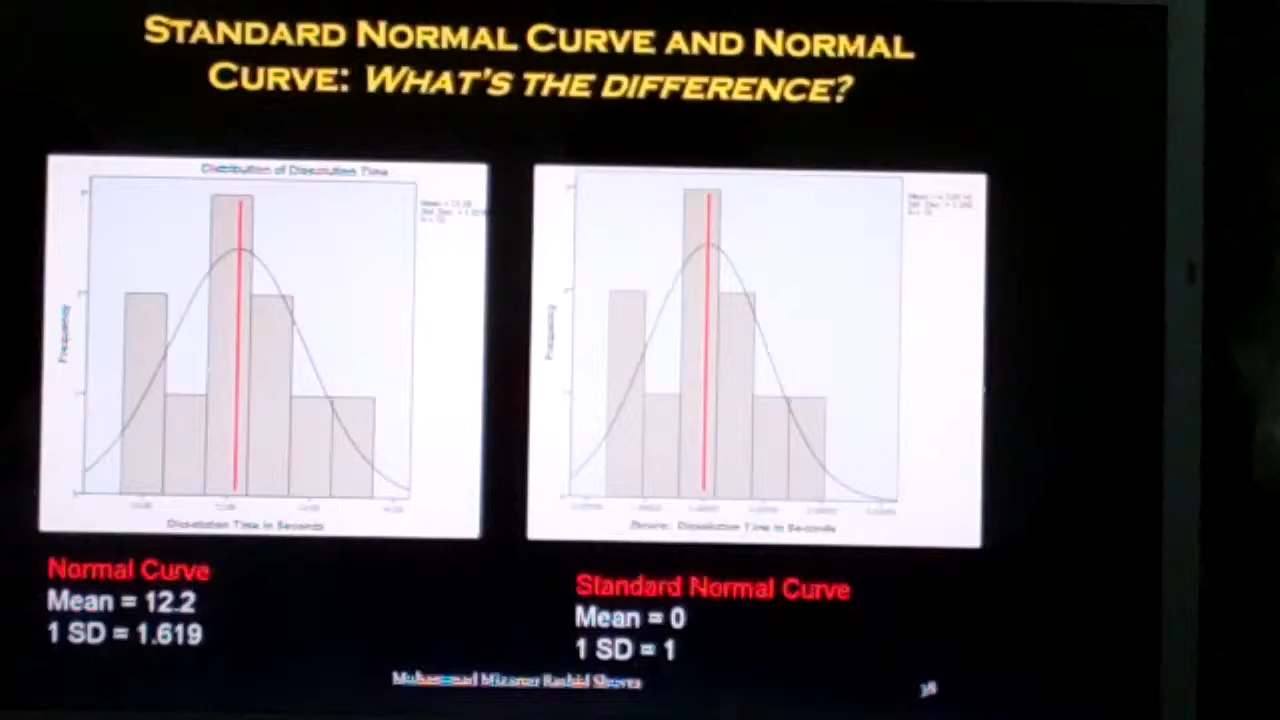 STANDARD NORMAL CURVE AND NORMAL
CURVE: WHAT'S THE DIFFERENCE?
Distribution of Dissolution Time
Frequency
Dissolution Time in Seconds
Frequency
Zscore: Dissolution Time in Seconds
Normal Curve
Mean = 12.2
1 SD = 1.619
Standard Normal Curve
Mean = 0
1 SD = 1
Rashid